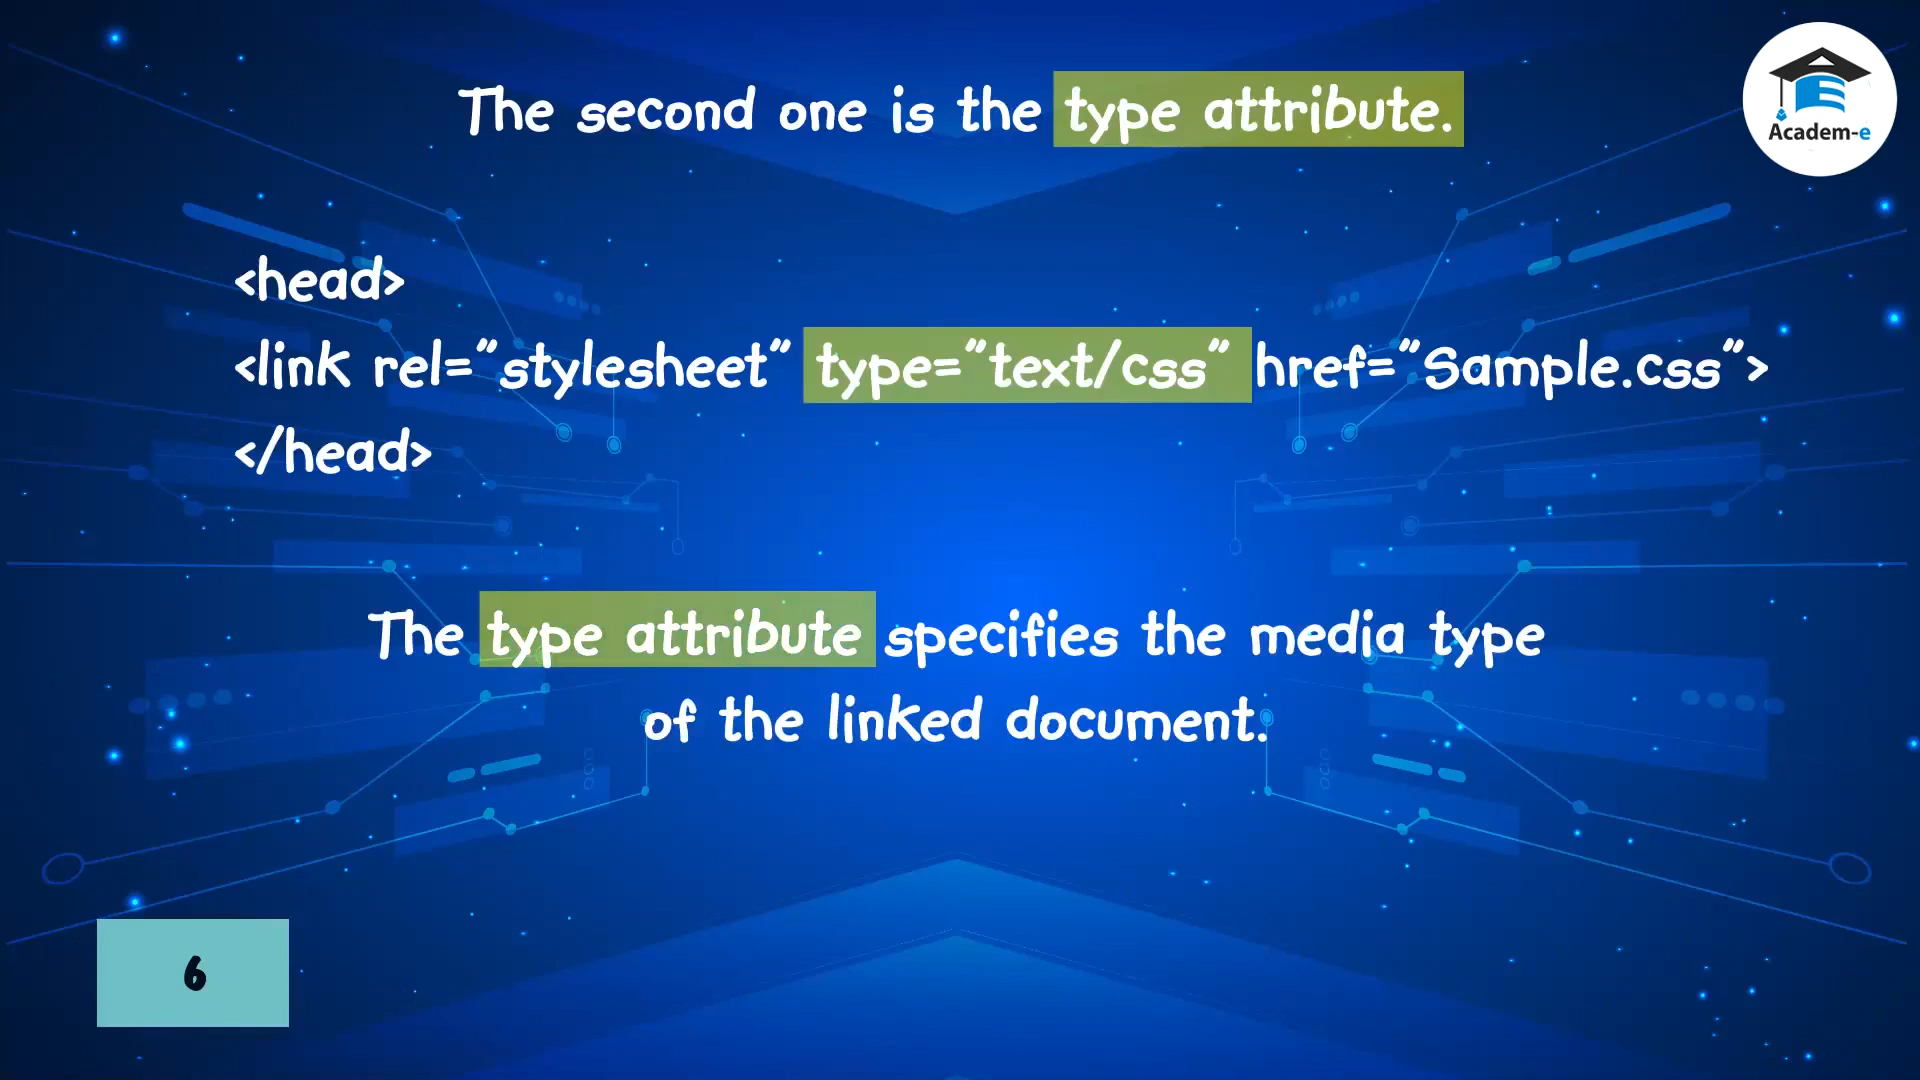 The second one is the type attribute.
Academ-e
<head>
<link rel="stylesheet" type="text/css" href="Sample.css">
</head>
The type attribute specifies the media type
of the linked document.
6